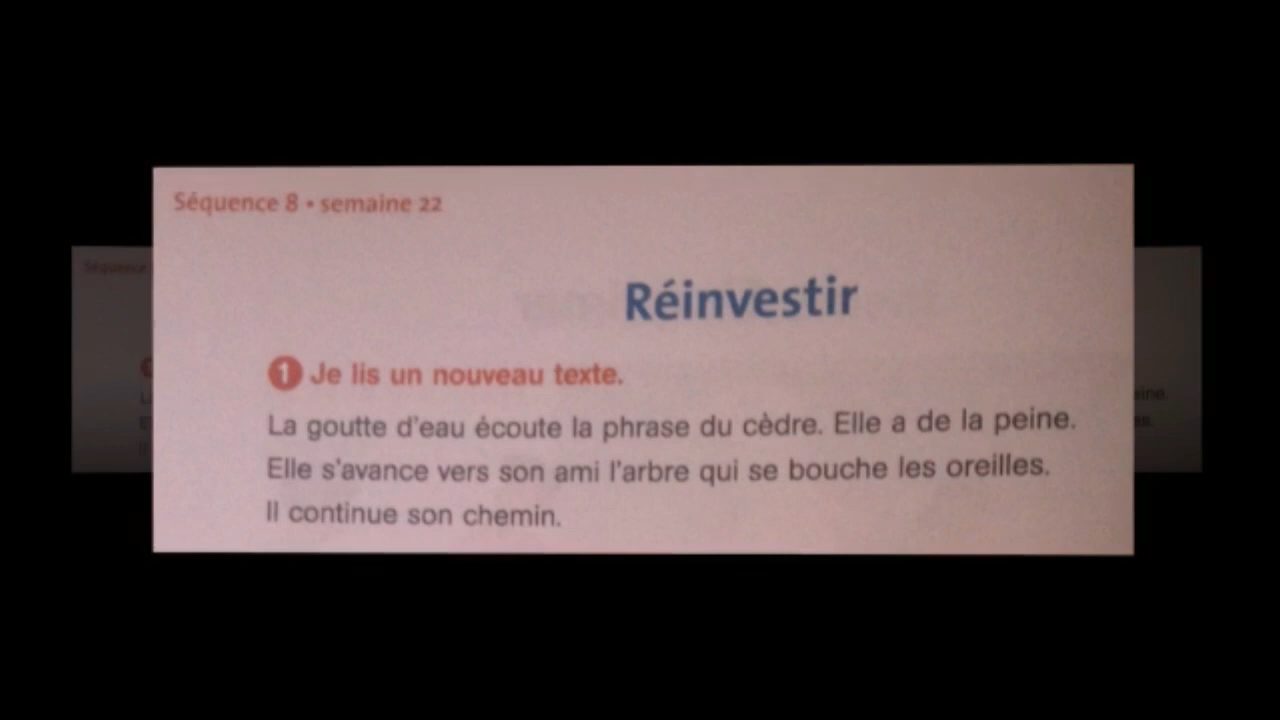 Séquence 8 • semaine 22
Réinvestir
1 Je lis un nouveau texte.
La goutte d'eau écoute la phrase du cèdre. Elle a de la peine.
Elle s'avance vers son ami l'arbre qui se bouche les oreilles.
Il continue son chemin.